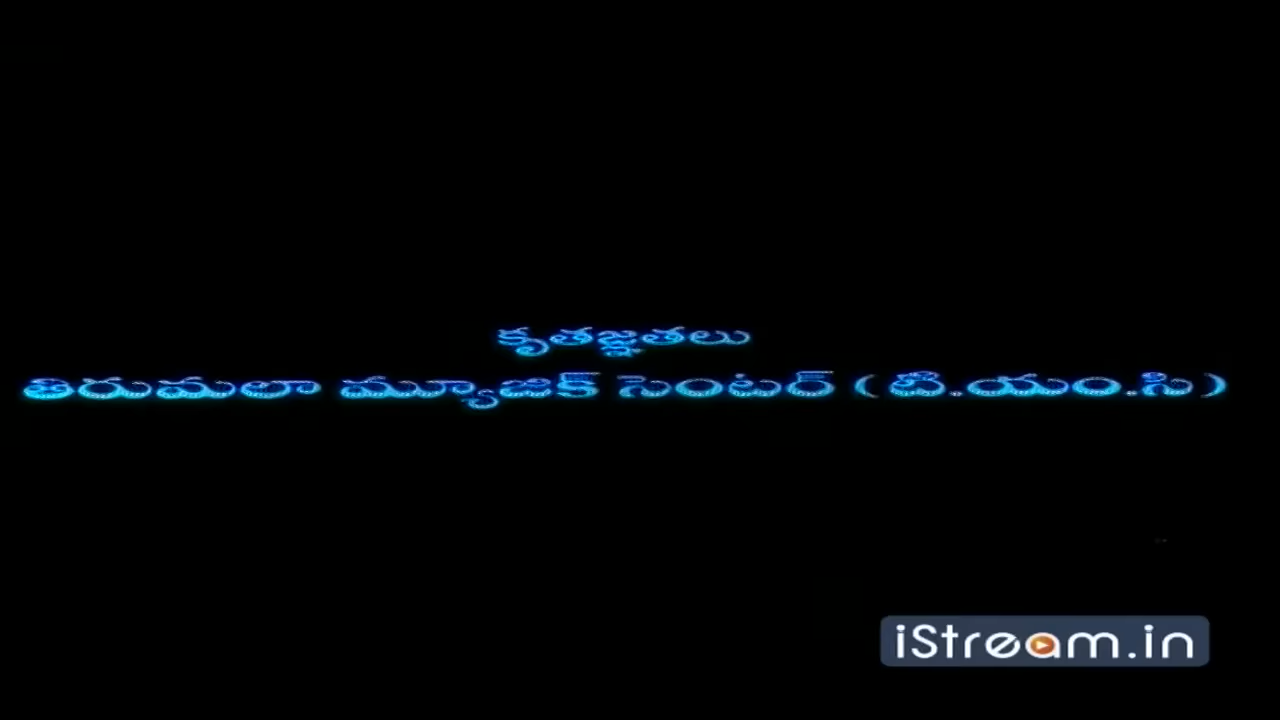 కృతజ్ఞతలు
తిరుమలా మ్యూజిక్ సెంటర్ ( టి.యం.సి )
iStream.in